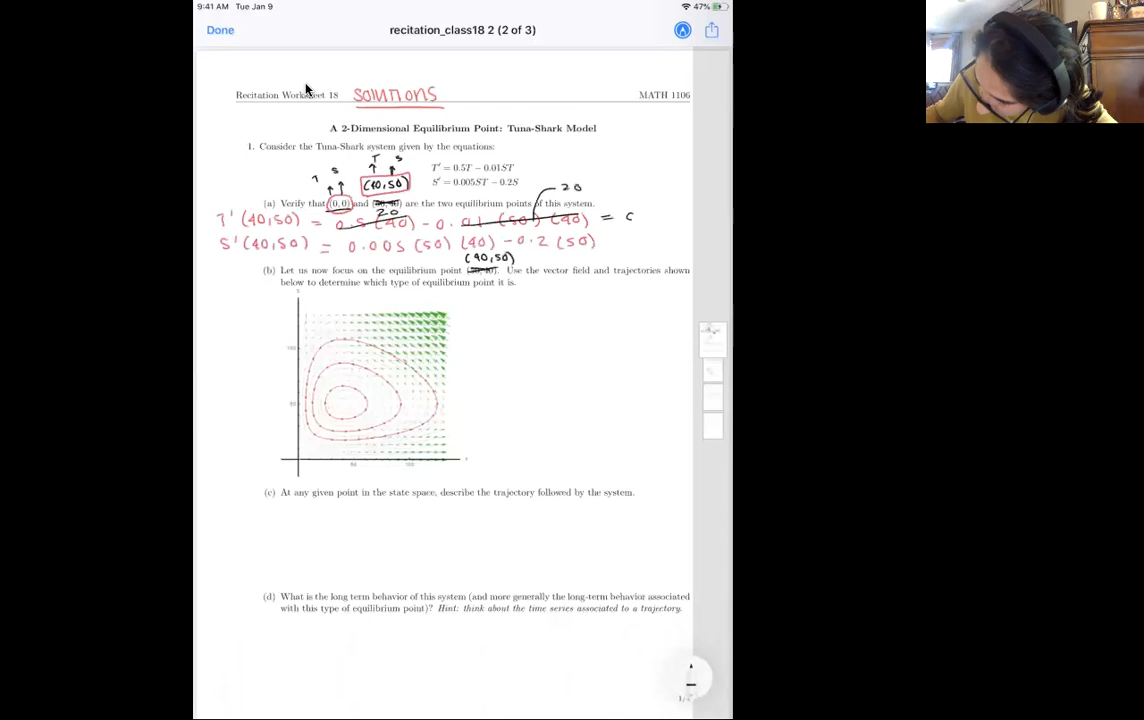 9:41 AM Tue Jan 9
47%
Done
recitation_class18 2 (2 of 3)
Recitation Worksheet 18 solutions MATH 1106
A 2-Dimensional Equilibrium Point: Tuna-Shark Model
1. Consider the Tuna-Shark system given by the equations:
T S
T' = 0.5T − 0.01ST
S (40,50)
S' = 0.005ST − 0.2S
20
(a) Verify that (0,0) and are the two equilibrium points of this system.
20
T'(40,50) = 0.5(40) - 0.01(50)(40) = 0
S'(40,50) = 0.005(50)(40) - 0.2(50)
(40,50)
(b) Let us now focus on the equilibrium point . Use the vector field and trajectories shown
below to determine which type of equilibrium point it is.
100
50
50 100
(c) At any given point in the state space, describe the trajectory followed by the system.
(d) What is the long term behavior of this system (and more generally the long-term behavior associated
with this type of equilibrium point)? Hint: think about the time series associated to a trajectory.